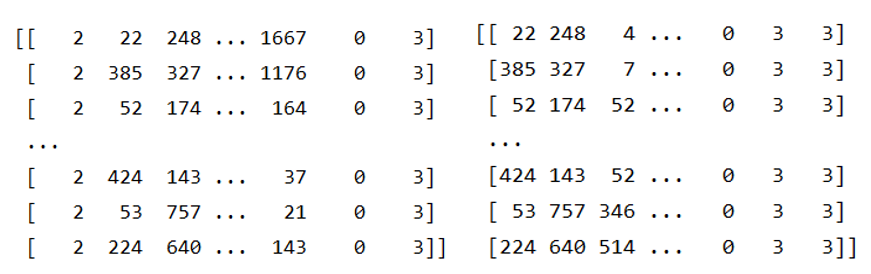 [[   2   22  248 ... 1667    0    3]
[   2  385  327 ... 1176    0    3]
[   2   52  174 ...  164    0    3]
...
[   2  424  143 ...   37    0    3]
[   2   53  757 ...   21    0    3]
[   2  224  640 ...  143    0    3]]
[[ 22 248   4 ...   0   3   3]
[385 327   7 ...   0   3   3]
[ 52 174  52 ...   0   3   3]
...
[424 143  52 ...   0   3   3]
[ 53 757 346 ...   0   3   3]
[224 640 514 ...   0   3   3]]